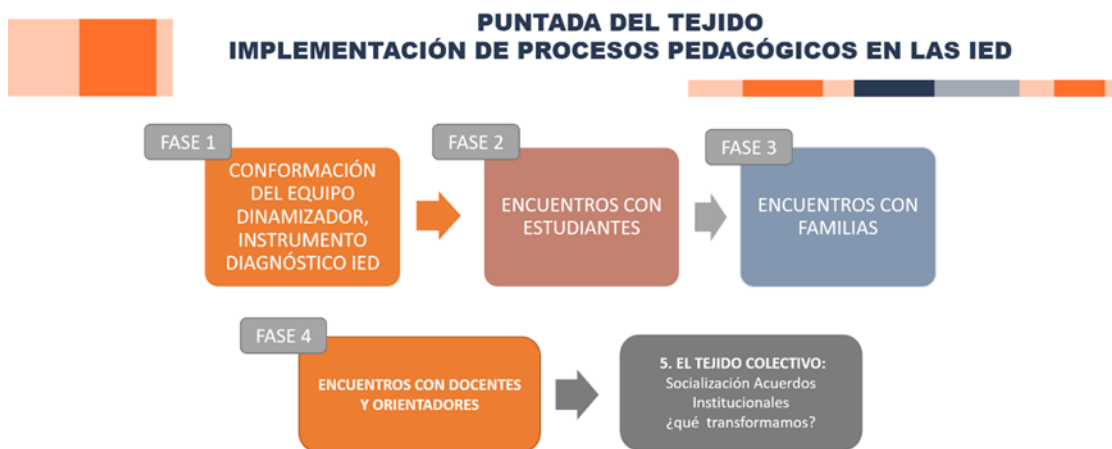 PUNTADA DEL TEJIDO
IMPLEMENTACIÓN DE PROCESOS PEDAGÓGICOS EN LAS IED
FASE 1
CONFORMACIÓN
DEL EQUIPO
DINAMIZADOR,
INSTRUMENTO
DIAGNÓSTICO IED
FASE 2
ENCUENTROS CON
ESTUDIANTES
FASE 3
ENCUENTROS CON
FAMILIAS
FASE 4
ENCUENTROS CON DOCENTES
Y ORIENTADORES
5. EL TEJIDO COLECTIVO:
Socialización Acuerdos
Institucionales
¿qué transformamos?